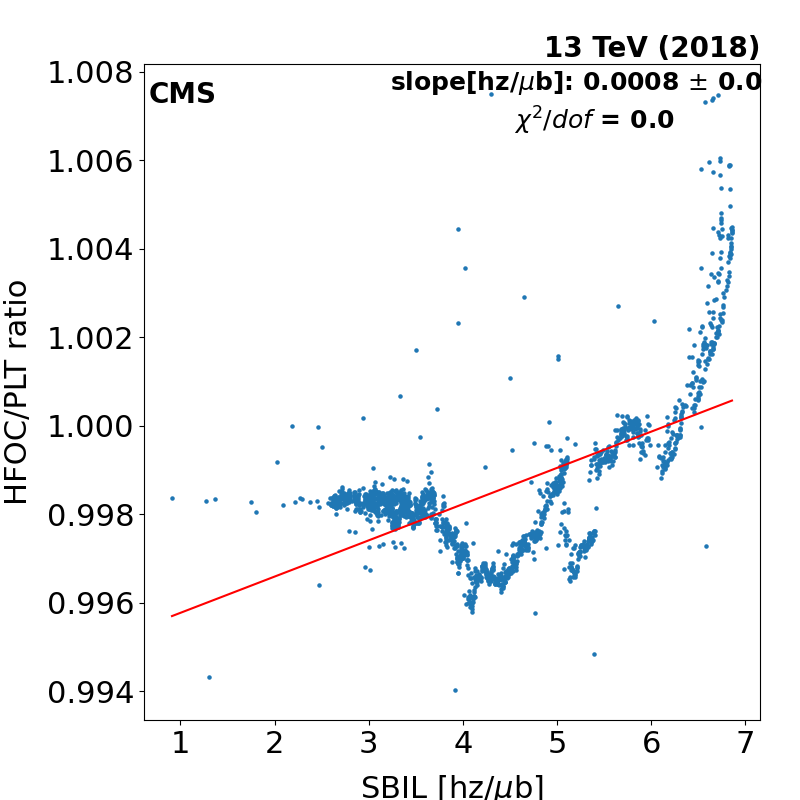 13 TeV (2018)
CMS
slope[hz/μb]: 0.0008 ± 0.0
χ²/dof = 0.0
HFOC/PLT ratio
1.008
1.006
1.004
1.002
1.000
0.998
0.996
0.994
1 2 3 4 5 6 7
SBIL [hz/μb]